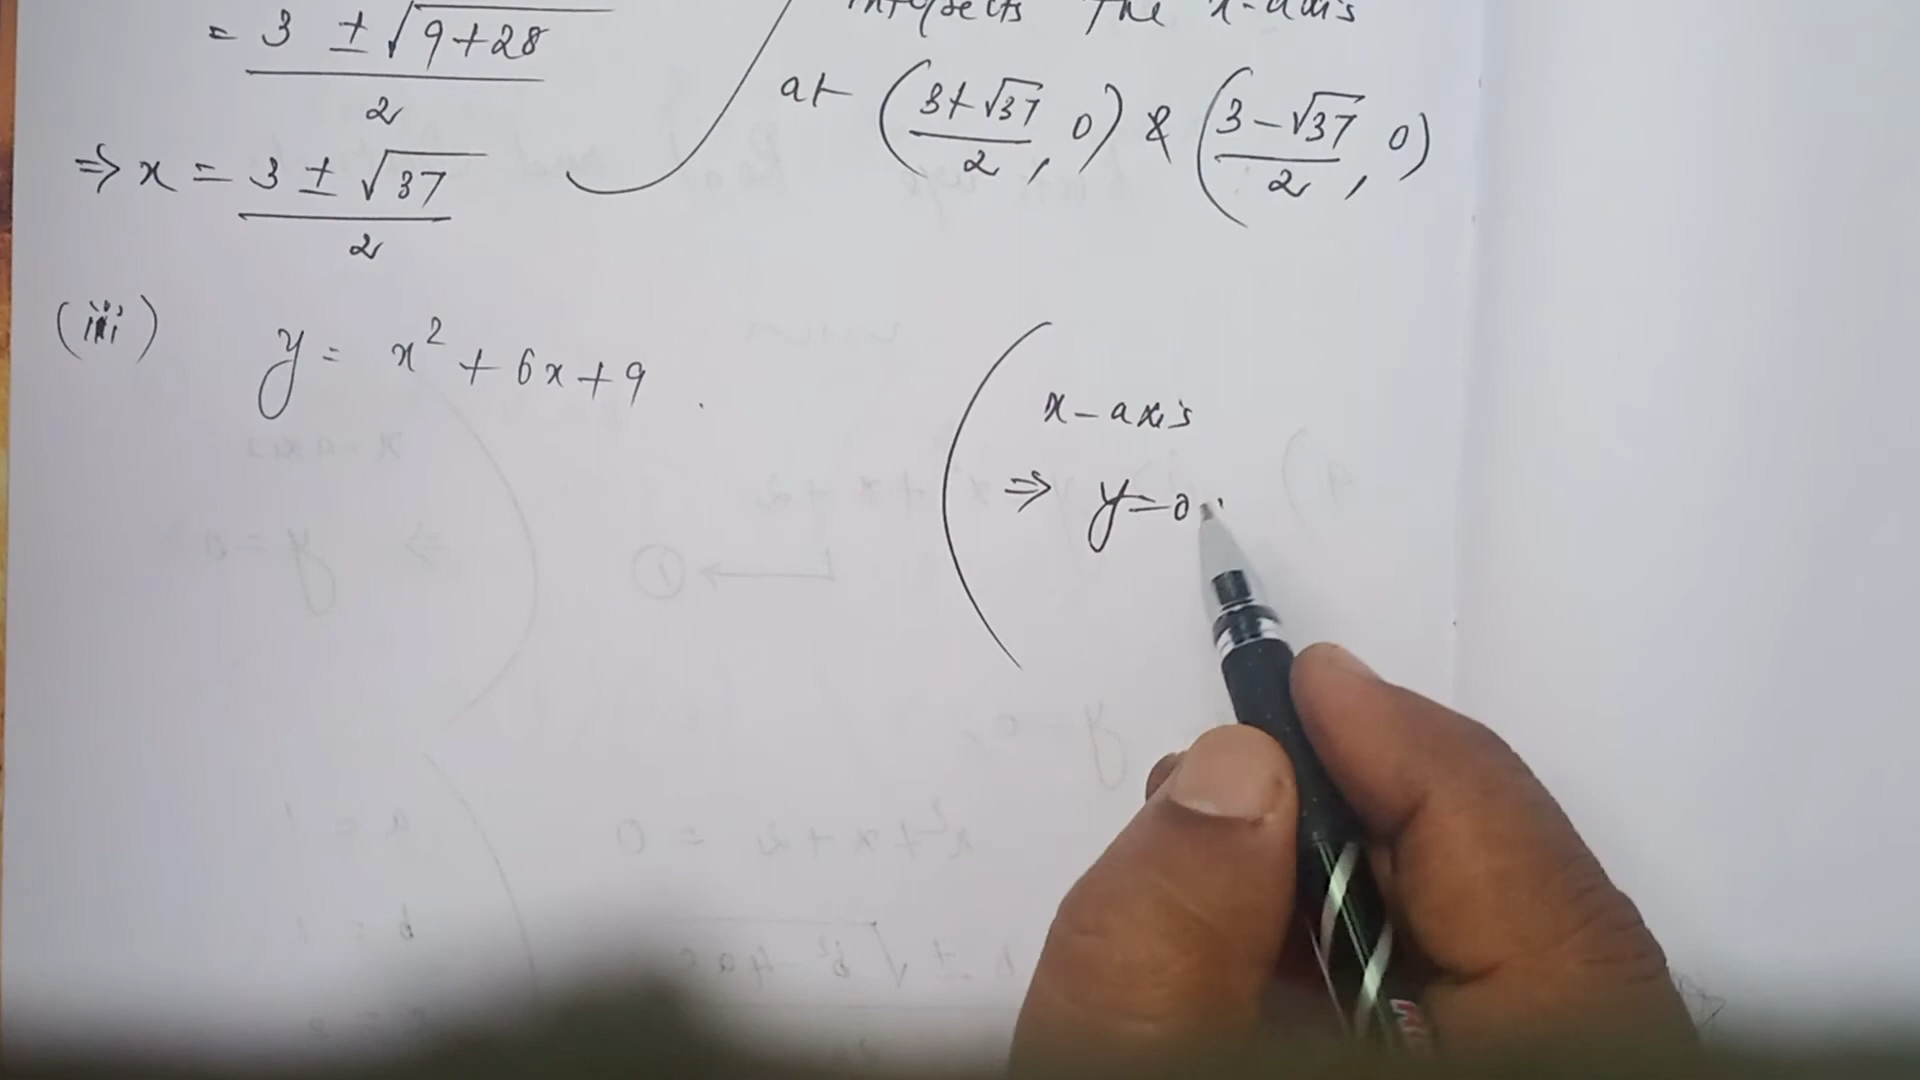 = 3 ± √9+28 / 2
intersects the x-axis
at (3+√37 / 2, 0) & (3-√37 / 2, 0)
⇒ x = 3 ± √37 / 2
(iii) y = x² + 6x + 9.
x-axis
⇒ y=0